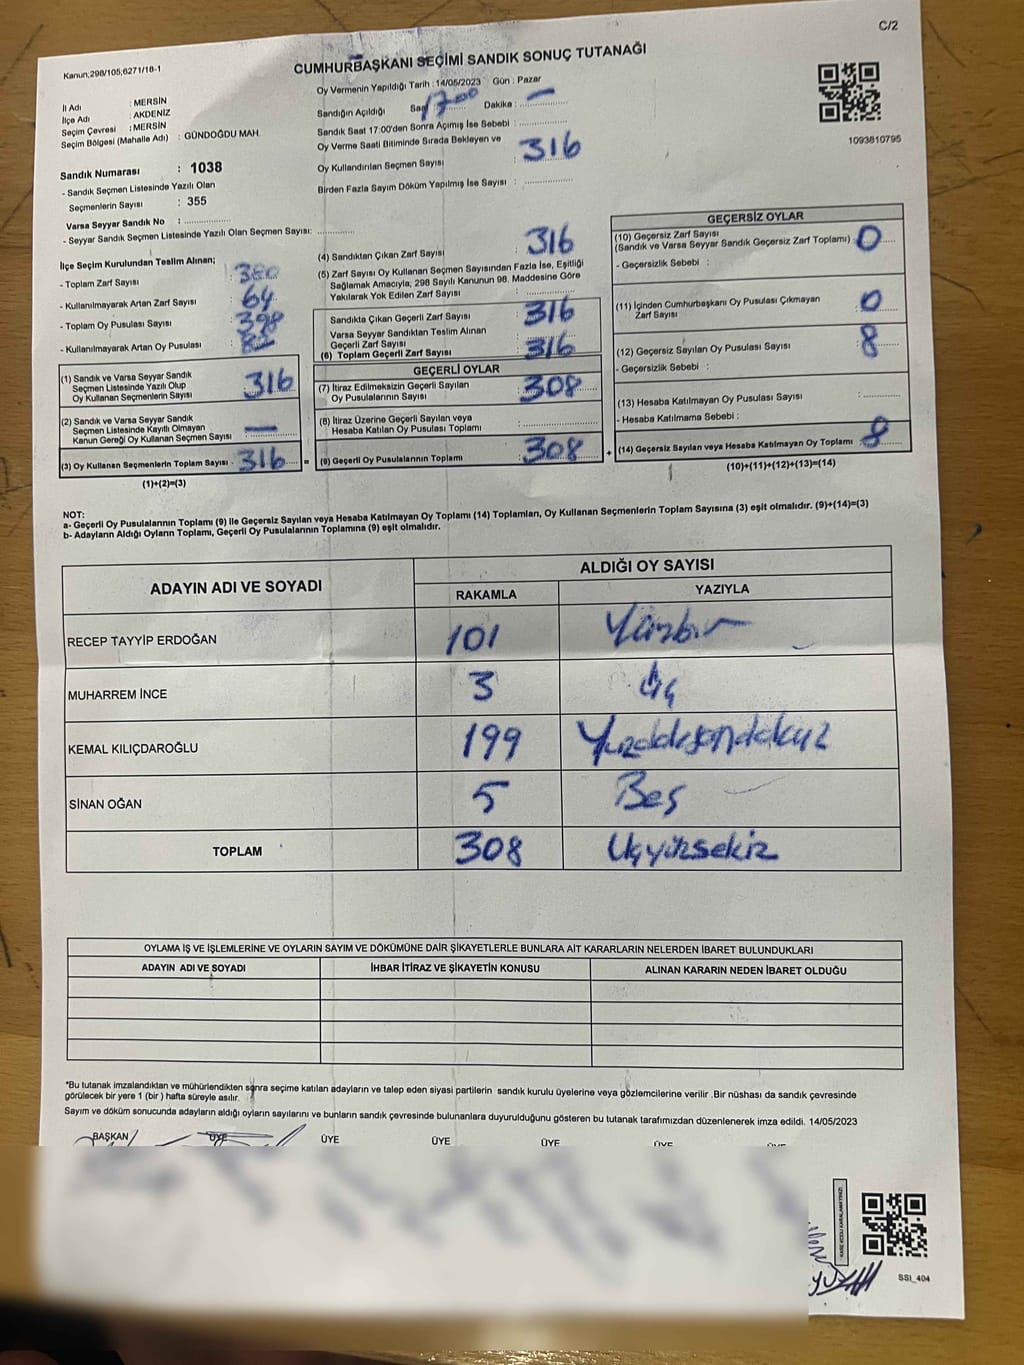 C/2
Kanun;298/105,6271/18-1
CUMHURBAŞKANI SEÇİMİ SANDIK SONUÇ TUTANAĞI
İl Adı : MERSİN
İlçe Adı : AKDENİZ
Seçim Çevresi : MERSİN
Seçim Bölgesi (Mahalle Adı) : GÜNDOĞDU MAH.
Sandık Numarası : 1038
- Sandık Seçmen Listesinde Yazılı Olan
Seçmenlerin Sayısı : 355
Varsa Seyyar Sandık No :
- Seyyar Sandık Seçmen Listesinde Yazılı Olan Seçmen Sayısı:
Oy Vermenin Yapıldığı Tarih : 14/05/2023 Gün : Pazar
Sandığın Açıldığı Saat 1700 Dakika : —
Sandık Saat 17:00'den Sonra Açımış İse Sebebi :
Oy Verme Saati Bitiminde Sırada Bekleyen ve
Oy Kullandırılan Seçmen Sayısı : 316
Birden Fazla Sayım Döküm Yapılmış İse Sayısı :
1093810795
İlçe Seçim Kurulundan Teslim Alınan;
- Toplam Zarf Sayısı : 380
- Kullanılmayarak Artan Zarf Sayısı : 64
- Toplam Oy Pusulası Sayısı : 398
- Kullanılmayarak Artan Oy Pusulası :
(1) Sandık ve Varsa Seyyar Sandık
Seçmen Listesinde Yazılı Olup
Oy Kullanan Seçmenlerin Sayısı : 316
(2) Sandık ve Varsa Seyyar Sandık
Seçmen Listesinde Kayıtlı Olmayan
Kanun Gereği Oy Kullanan Seçmen Sayısı : —
(3) Oy Kullanan Seçmenlerin Toplam Sayısı - 316 =
(1)+(2)=(3)
(4) Sandıktan Çıkan Zarf Sayısı : 316
(5) Zarf Sayısı Oy Kullanan Seçmen Sayısından Fazla İse, Eşitliği
Sağlamak Amacıyla; 298 Sayılı Kanunun 98. Maddesine Göre
Yakılarak Yok Edilen Zarf Sayısı :
Sandıkta Çıkan Geçerli Zarf Sayısı : 316
Varsa Seyyar Sandıktan Teslim Alınan
Geçerli Zarf Sayısı
(6) Toplam Geçerli Zarf Sayısı : 316
GEÇERLİ OYLAR
(7) İtiraz Edilmeksizin Geçerli Sayılan
Oy Pusulalarının Sayısı : 308
(8) İtiraz Üzerine Geçerli Sayılan veya
Hesaba Katılan Oy Pusulası Toplamı :
(9) Geçerli Oy Pusulalarının Toplamı : 308 +
GEÇERSİZ OYLAR
(10) Geçersiz Zarf Sayısı
(Sandık ve Varsa Seyyar Sandık Geçersiz Zarf Toplamı) : 0
- Geçersizlik Sebebi :
(11) İçinden Cumhurbaşkanı Oy Pusulası Çıkmayan
Zarf Sayısı : 0
(12) Geçersiz Sayılan Oy Pusulası Sayısı : 8
- Geçersizlik Sebebi :
(13) Hesaba Katılmayan Oy Pusulası Sayısı :
- Hesaba Katılmama Sebebi :
(14) Geçersiz Sayılan veya Hesaba Katılmayan Oy Toplamı : 8
(10)+(11)+(12)+(13)=(14)
NOT:
a- Geçerli Oy Pusulalarının Toplamı (9) ile Geçersiz Sayılan veya Hesaba Katılmayan Oy Toplamı (14) Toplamları, Oy Kullanan Seçmenlerin Toplam Sayısına (3) eşit olmalıdır. (9)+(14)=(3)
b- Adayların Aldığı Oyların Toplamı, Geçerli Oy Pusulalarının Toplamına (9) eşit olmalıdır.
ADAYIN ADI VE SOYADI ALDIĞI OY SAYISI
RAKAMLA YAZIYLA
RECEP TAYYİP ERDOĞAN 101 Yüzbir
MUHARREM İNCE 3 Üç
KEMAL KILIÇDAROĞLU 199 Yüzdoksandokuz
SİNAN OĞAN 5 Beş
TOPLAM 308 Üçyüzsekiz
OYLAMA İŞ VE İŞLEMLERİNE VE OYLARIN SAYIM VE DÖKÜMÜNE DAİR ŞİKAYETLERLE BUNLARA AİT KARARLARIN NELERDEN İBARET BULUNDUKLARI
ADAYIN ADI VE SOYADI İHBAR İTİRAZ VE ŞİKAYETİN KONUSU ALINAN KARARIN NEDEN İBARET OLDUĞU
*Bu tutanak imzalandıktan ve mühürlendikten sonra seçime katılan adayların ve talep eden siyasi partilerin sandık kurulu üyelerine veya gözlemcilerine verilir .Bir nüshası da sandık çevresinde
görülecek bir yere 1 (bir ) hafta süreyle asılır.
Sayım ve döküm sonucunda adayların aldığı oyların sayılarını ve bunların sandık çevresinde bulunanlara duyurulduğunu gösteren bu tutanak tarafımızdan düzenlenerek imza edildi. 14/05/2023
BAŞKAN ÜYE ÜYE ÜYE ÜYE ÜYE ÜYE
SSI_404